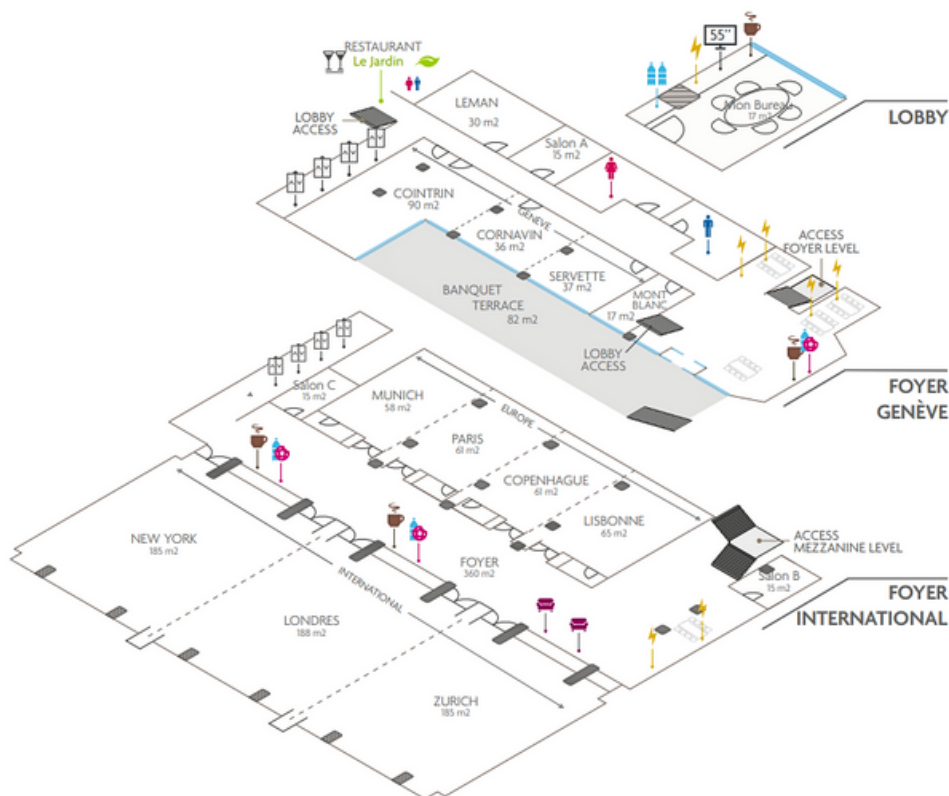 RESTAURANT
Le Jardin
LOBBY
ACCESS
55"
Mon Bureau
17 m2
LOBBY
LEMAN
30 m2
Salon A
15 m2
COINTRIN
90 m2
GENÈVE
CORNAVIN
36 m2
SERVETTE
37 m2
MONT
BLANC
17 m2
ACCESS
FOYER LEVEL
BANQUET
TERRACE
82 m2
LOBBY
ACCESS
FOYER
GENÈVE
Salon C
15 m2
MUNICH
58 m2
EUROPE
PARIS
61 m2
COPENHAGUE
61 m2
LISBONNE
65 m2
ACCESS
MEZZANINE LEVEL
Salon B
15 m2
FOYER
INTERNATIONAL
NEW YORK
185 m2
FOYER
360 m2
INTERNATIONAL
LONDRES
188 m2
ZURICH
185 m2